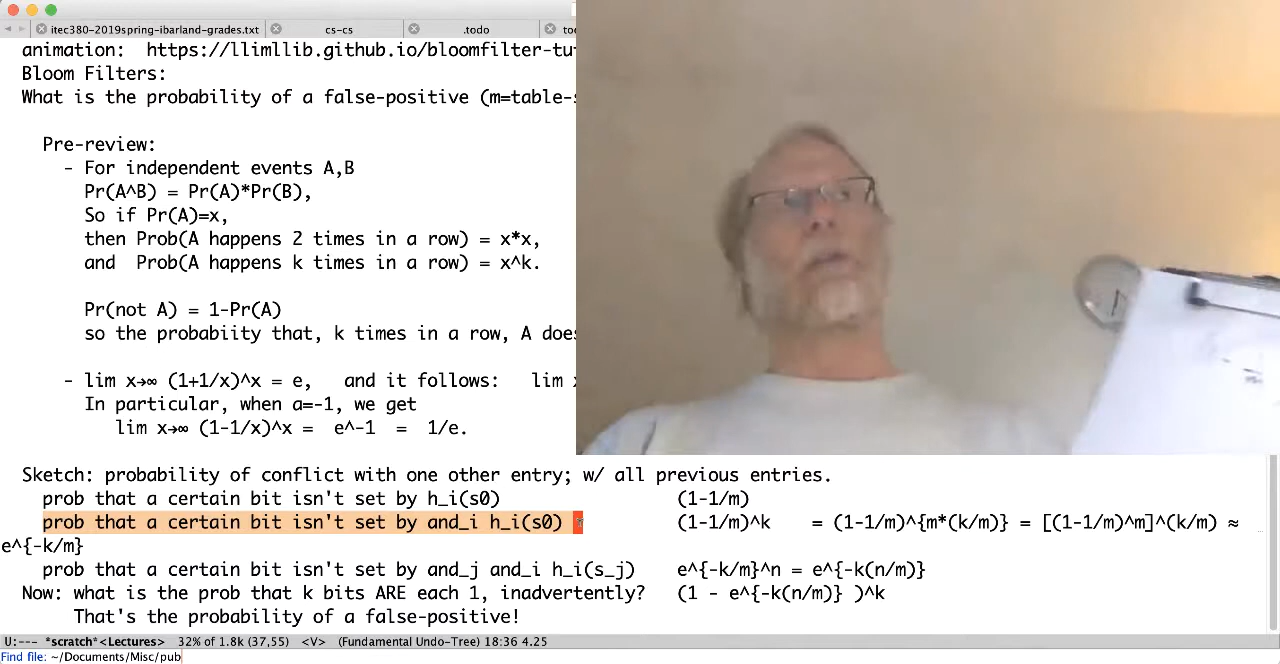 itec380-2019spring-ibarland-grades.txt cs-cs .todo
animation: https://llimllib.github.io/bloomfilter-tu
Bloom Filters:
What is the probability of a false-positive (m=table-s
Pre-review:
- For independent events A,B
Pr(A^B) = Pr(A)*Pr(B),
So if Pr(A)=x,
then Prob(A happens 2 times in a row) = x*x,
and Prob(A happens k times in a row) = x^k.
Pr(not A) = 1-Pr(A)
so the probabiity that, k times in a row, A does
- lim x→∞ (1+1/x)^x = e, and it follows: lim x
In particular, when a=-1, we get
lim x→∞ (1-1/x)^x = e^-1 = 1/e.
Sketch: probability of conflict with one other entry; w/ all previous entries.
prob that a certain bit isn't set by h_i(s0) (1-1/m)
prob that a certain bit isn't set by and_i h_i(s0) (1-1/m)^k = (1-1/m)^{m*(k/m)} = [(1-1/m)^m]^(k/m) ≈
e^{-k/m}
prob that a certain bit isn't set by and_j and_i h_i(s_j) e^{-k/m}^n = e^{-k(n/m)}
Now: what is the prob that k bits ARE each 1, inadvertently? (1 - e^{-k(n/m)} )^k
That's the probability of a false-positive!
U:--- *scratch*<Lectures> 32% of 1.8k (37,55) <V> (Fundamental Undo-Tree) 18:36 4.25
Find file: ~/Documents/Misc/pub